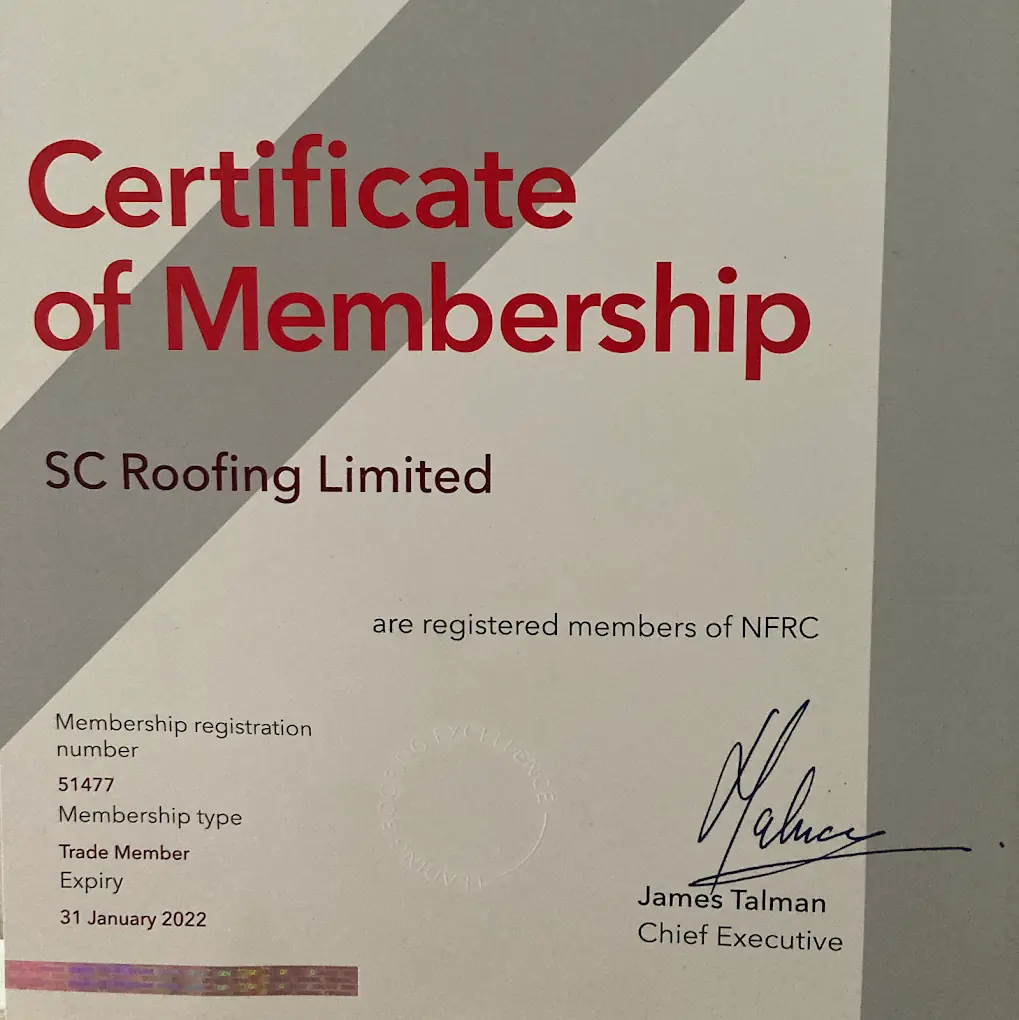 Certificate
of Membership
SC Roofing Limited
are registered members of NFRC
Membership registration
number
51477
Membership type
Trade Member
Expiry
31 January 2022
James Talman
Chief Executive
EXCELLENCE